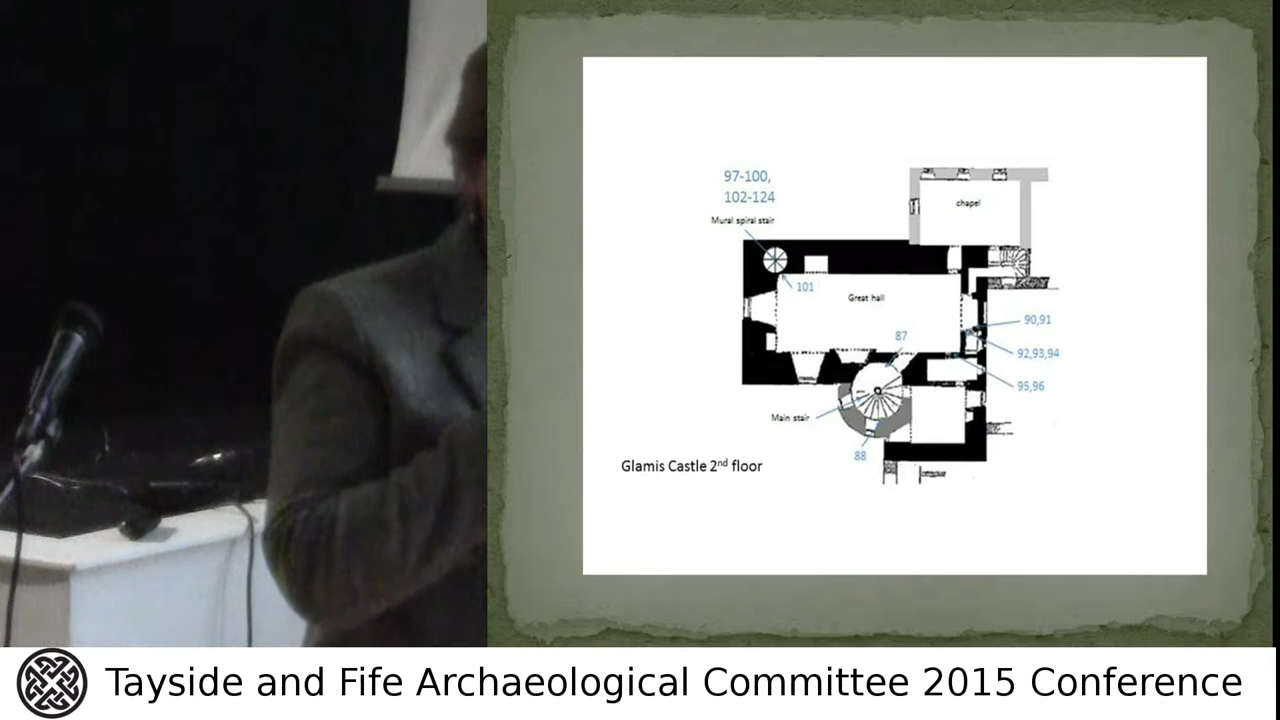 97-100,
102-124
Mural spiral stair
chapel
101
Great hall
87
90,91
92,93,94
95,96
Main stair
88
Glamis Castle 2nd floor
Tayside and Fife Archaeological Committee 2015 Conference